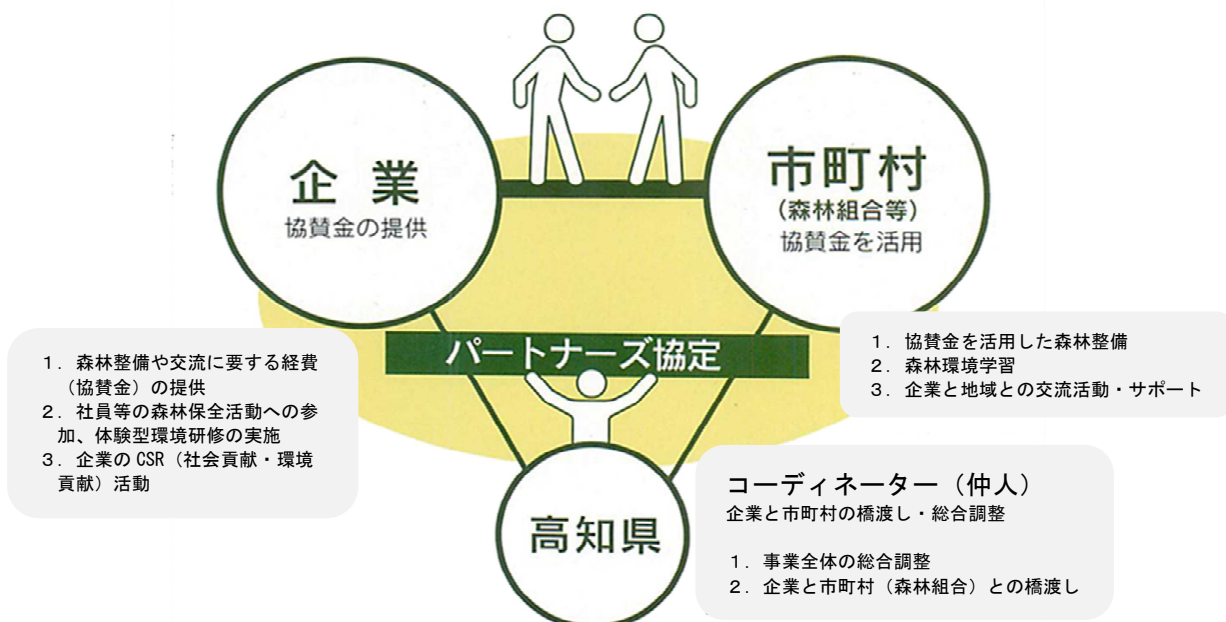 企業
協賛金の提供
市町村
(森林組合等)
協賛金を活用
パートナーズ協定
1．森林整備や交流に要する経費
（協賛金）の提供
2．社員等の森林保全活動への参
加、体験型環境研修の実施
3．企業の CSR（社会貢献・環境
貢献）活動
1．協賛金を活用した森林整備
2．森林環境学習
3．企業と地域との交流活動・サポート
高知県
コーディネーター（仲人）
企業と市町村の橋渡し・総合調整
1．事業全体の総合調整
2．企業と市町村（森林組合）との橋渡し